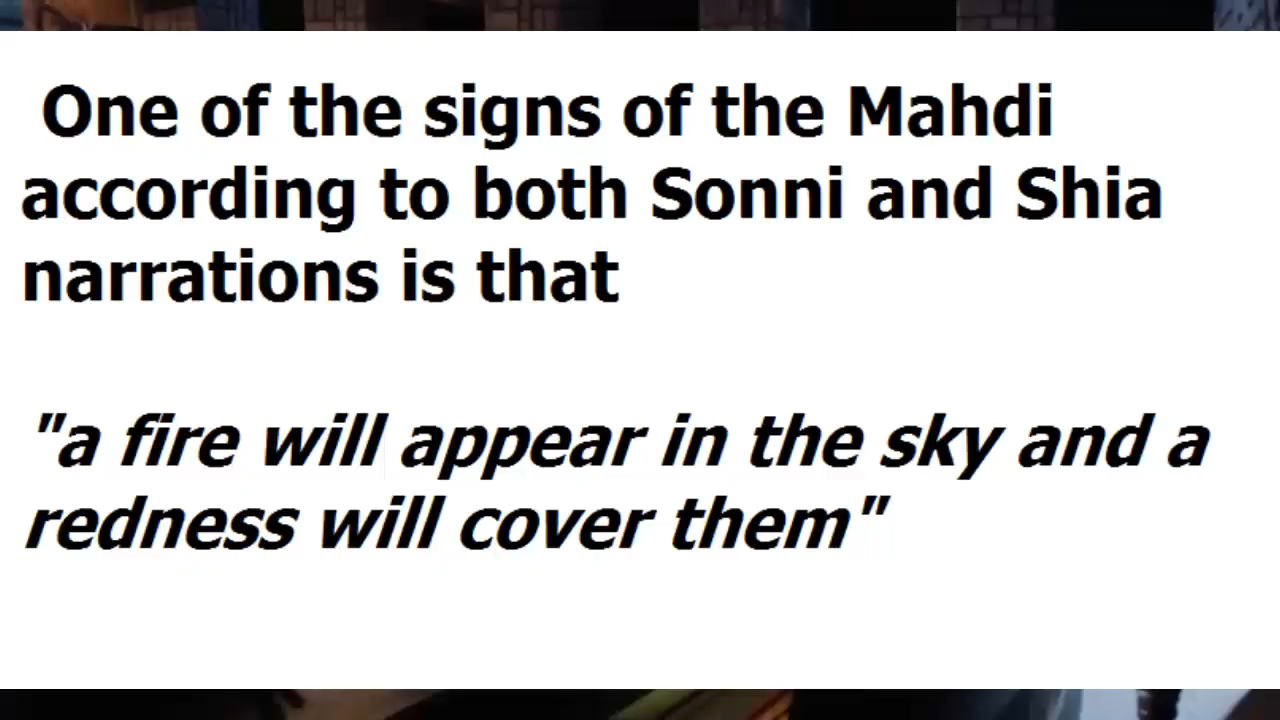 One of the signs of the Mahdi
according to both Sonni and Shia
narrations is that
"a fire will appear in the sky and a
redness will cover them"